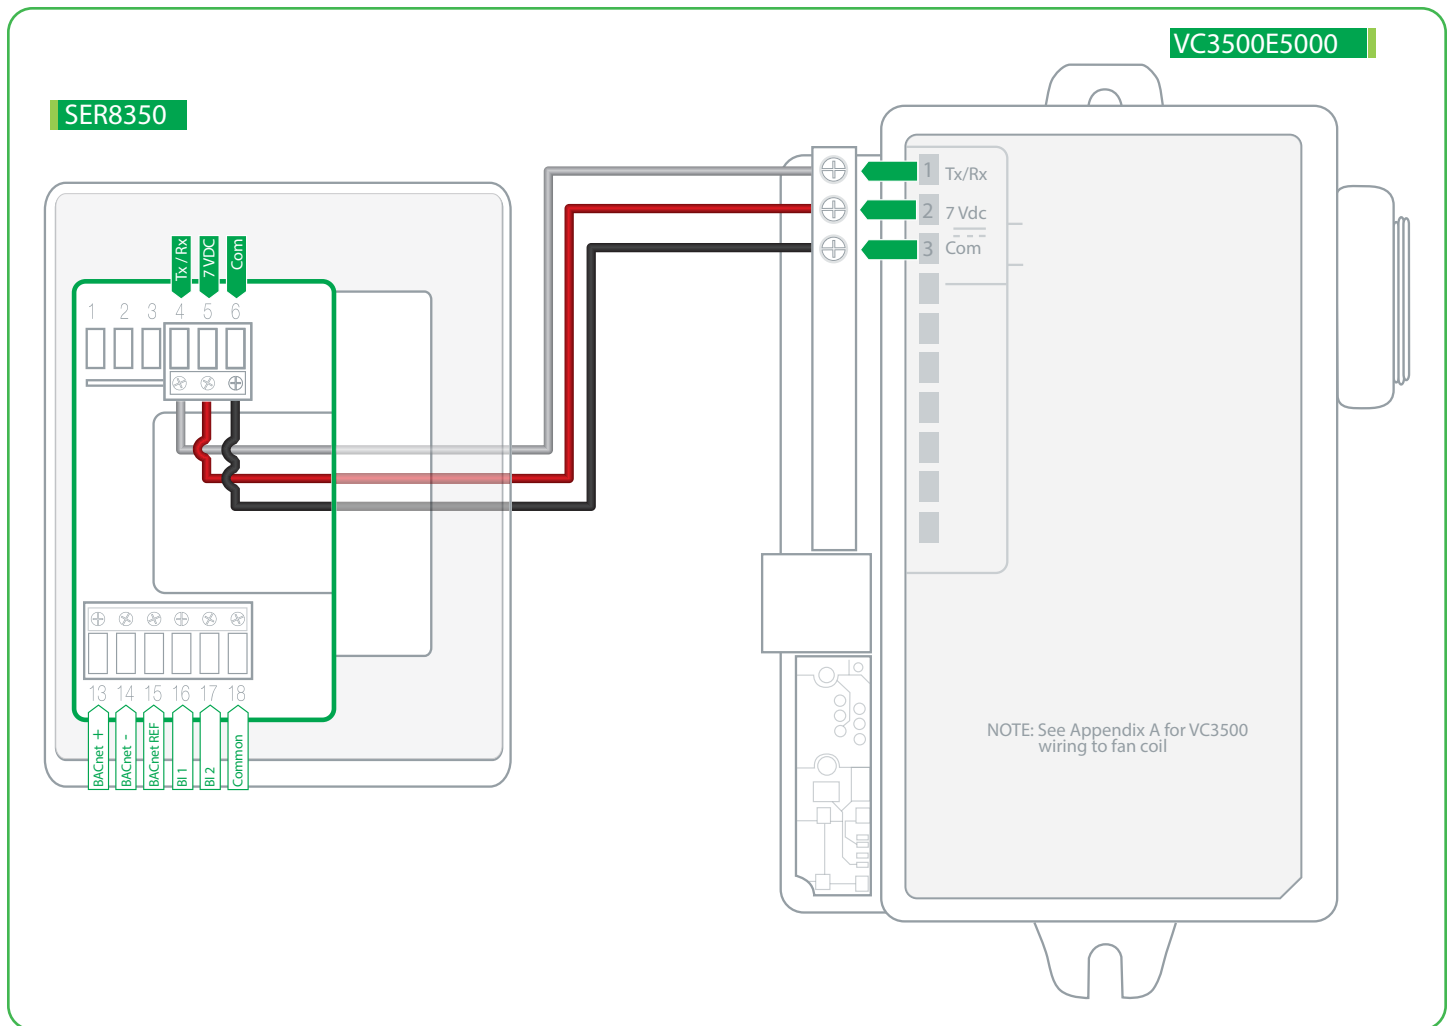 VC3500E5000
SER8350
Tx / Rx
7 VDC
Com
1 2 3 4 5 6
1 Tx/Rx
2 7 Vdc
3 Com
13 14 15 16 17 18
BACnet +
BACnet -
BACnet REF
BI 1
BI 2
Common
NOTE: See Appendix A for VC3500
wiring to fan coil